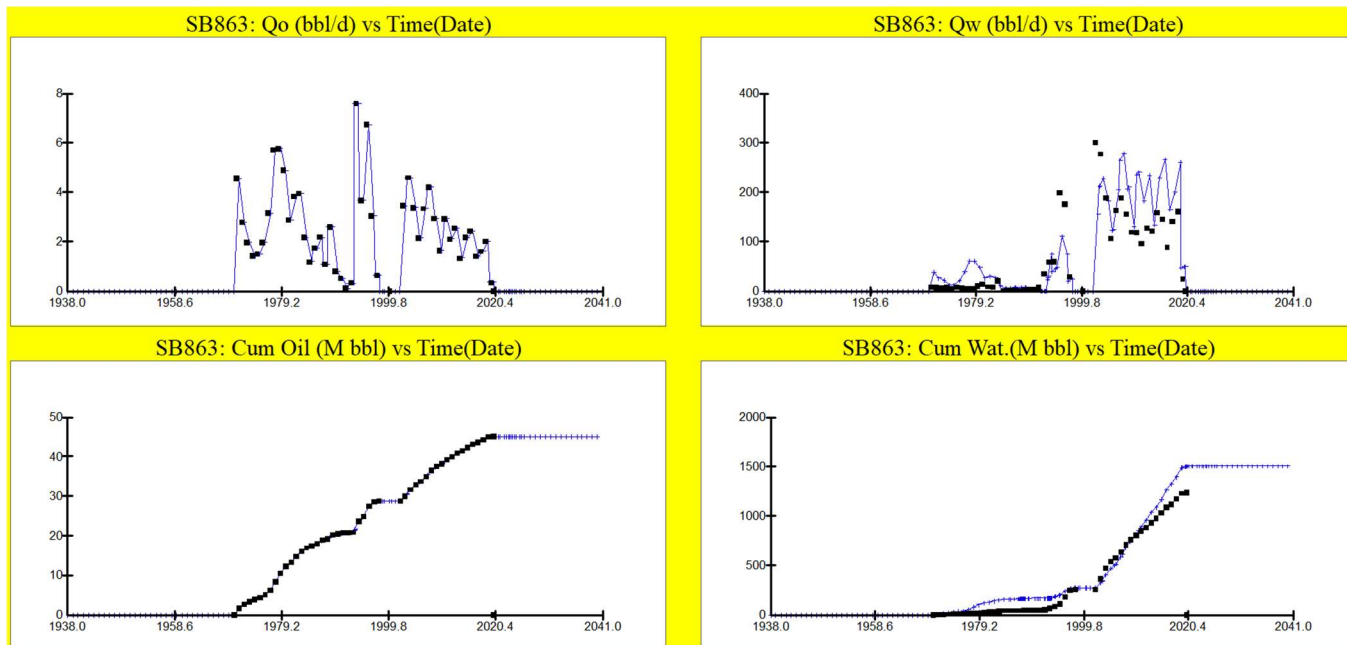 SB863: Qo (bbl/d) vs Time(Date)
8
6
4
2
0
1938.0 1958.6 1979.2 1999.8 2020.4 2041.0
SB863: Qw (bbl/d) vs Time(Date)
400
300
200
100
0
1938.0 1958.6 1979.2 1999.8 2020.4 2041.0
SB863: Cum Oil (M bbl) vs Time(Date)
50
40
30
20
10
0
1938.0 1958.6 1979.2 1999.8 2020.4 2041.0
SB863: Cum Wat.(M bbl) vs Time(Date)
2000
1500
1000
500
0
1938.0 1958.6 1979.2 1999.8 2020.4 2041.0